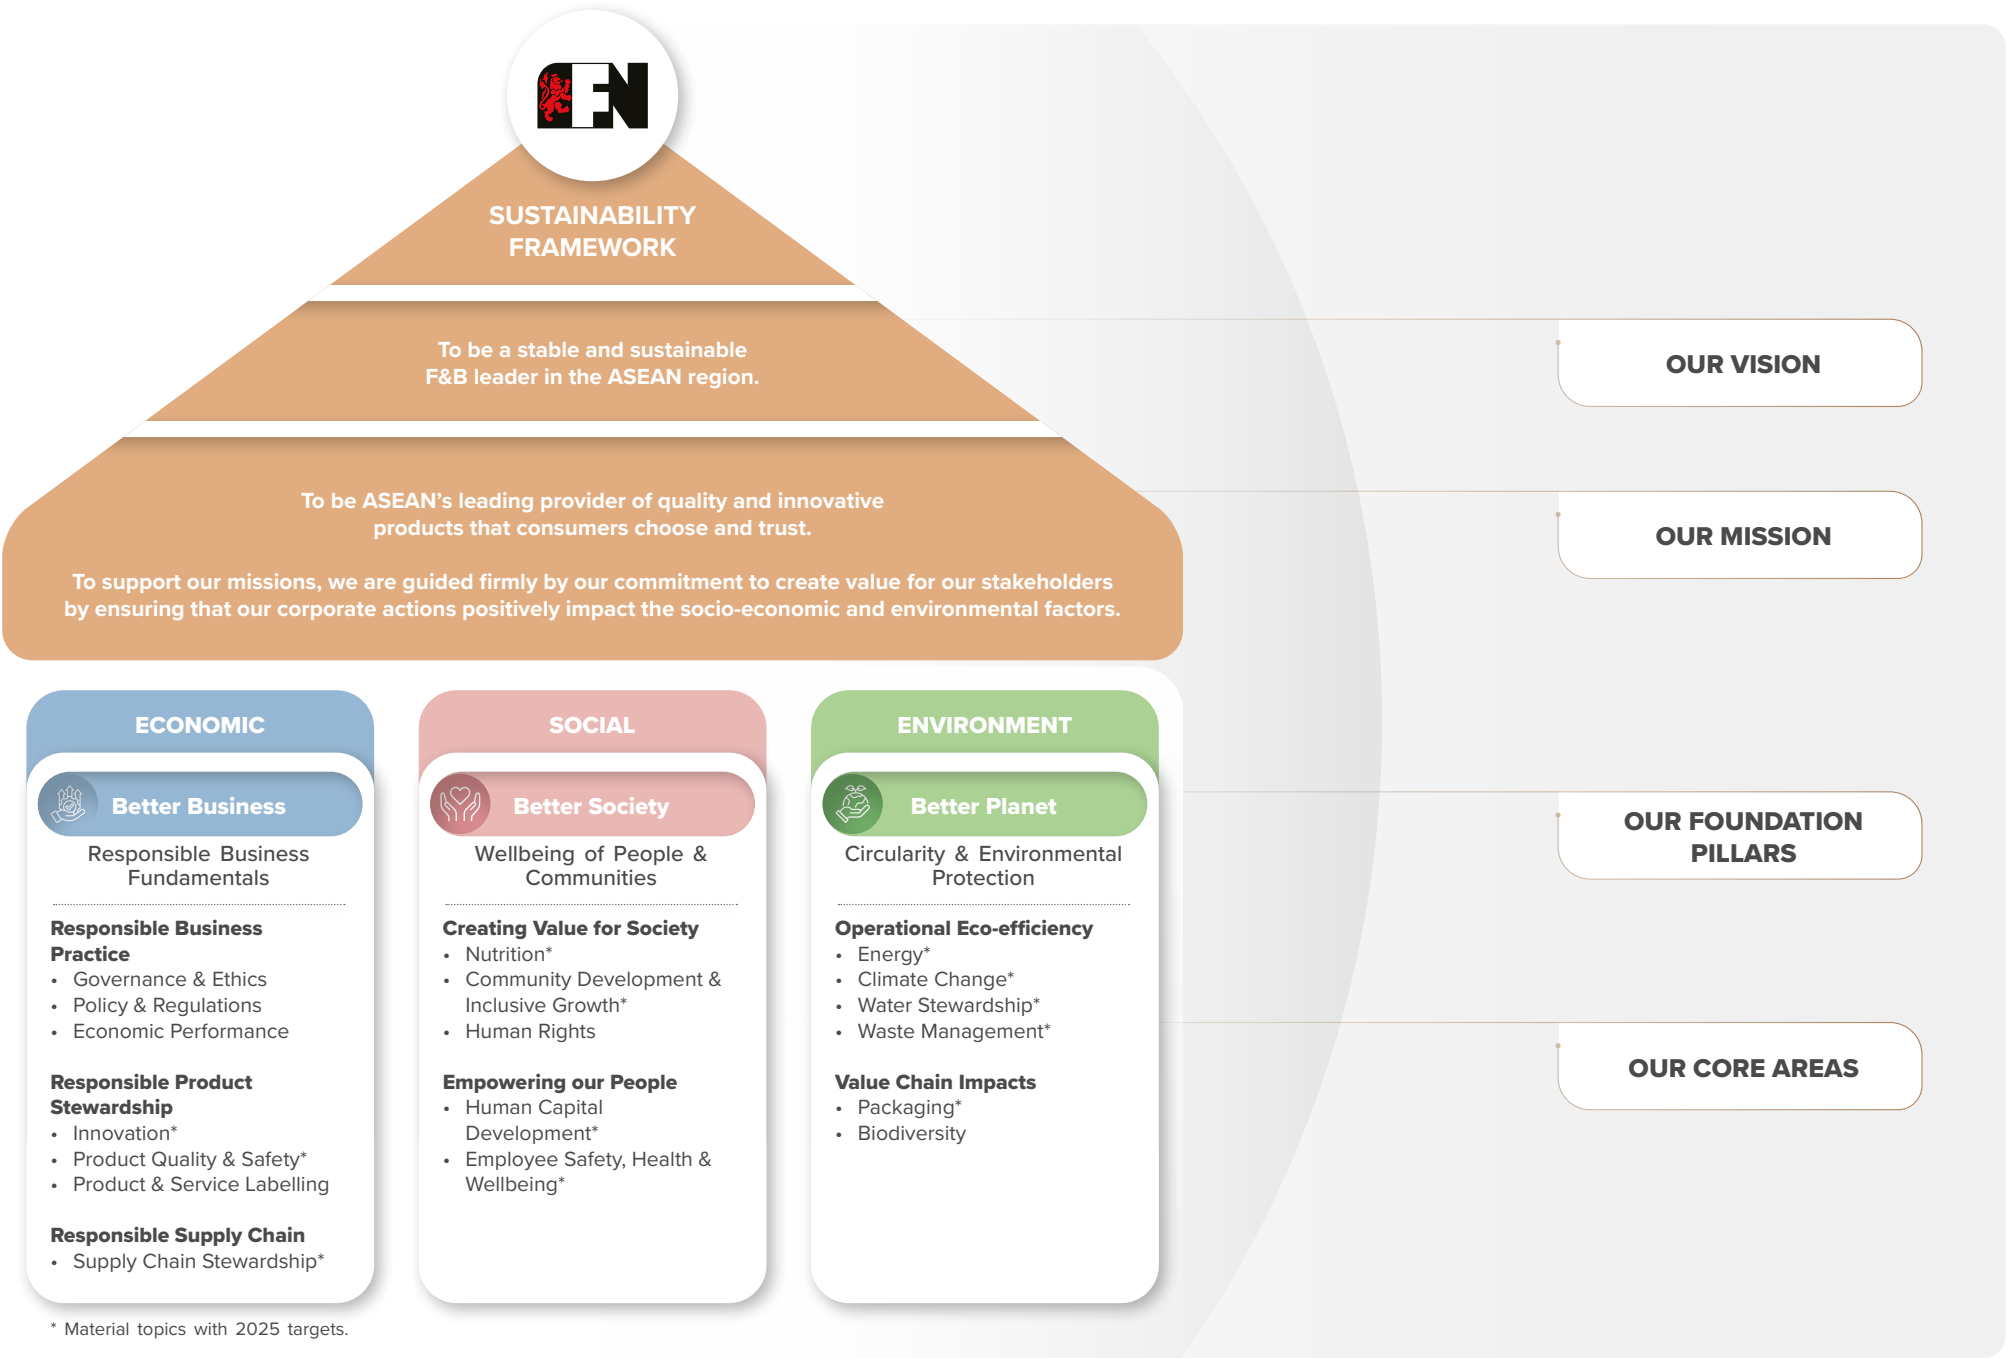 FN
SUSTAINABILITY
FRAMEWORK
To be a stable and sustainable
F&B leader in the ASEAN region.
OUR VISION
To be ASEAN's leading provider of quality and innovative
products that consumers choose and trust.
To support our missions, we are guided firmly by our commitment to create value for our stakeholders
by ensuring that our corporate actions positively impact the socio-economic and environmental factors.
OUR MISSION
ECONOMIC
Better Business
Responsible Business
Fundamentals
Responsible Business
Practice
• Governance & Ethics
• Policy & Regulations
• Economic Performance
Responsible Product
Stewardship
• Innovation*
• Product Quality & Safety*
• Product & Service Labelling
Responsible Supply Chain
• Supply Chain Stewardship*
SOCIAL
Better Society
Wellbeing of People &
Communities
Creating Value for Society
• Nutrition*
• Community Development &
Inclusive Growth*
• Human Rights
Empowering our People
• Human Capital
Development*
• Employee Safety, Health &
Wellbeing*
ENVIRONMENT
Better Planet
Circularity & Environmental
Protection
Operational Eco-efficiency
• Energy*
• Climate Change*
• Water Stewardship*
• Waste Management*
Value Chain Impacts
• Packaging*
• Biodiversity
OUR FOUNDATION
PILLARS
OUR CORE AREAS
* Material topics with 2025 targets.